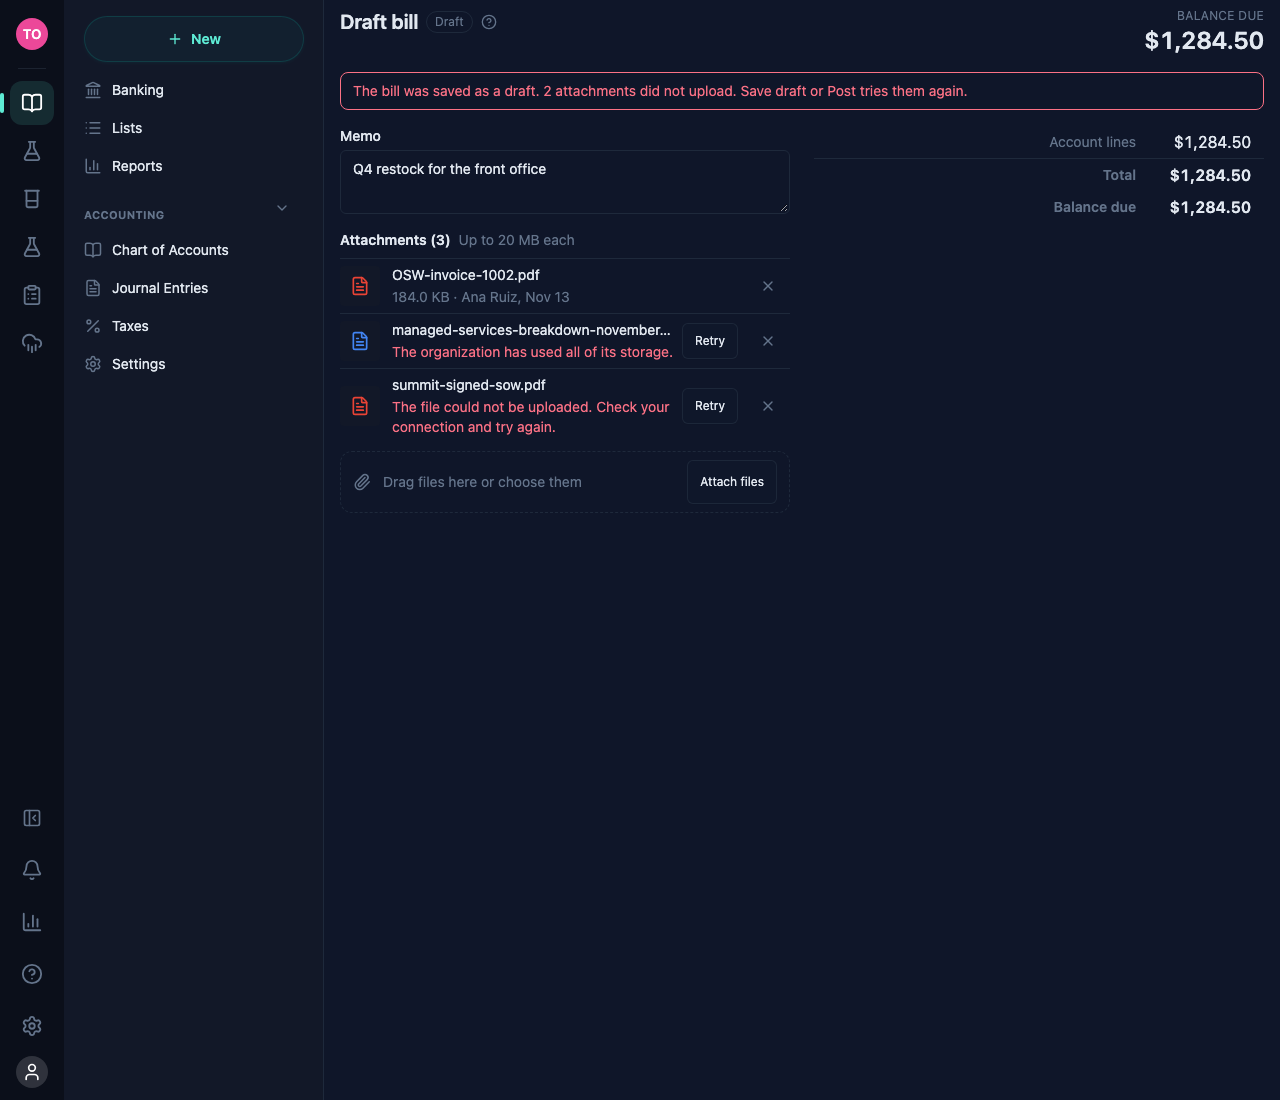 TO
New
Banking
Lists
Reports
ACCOUNTING
Chart of Accounts
Journal Entries
Taxes
Settings
Draft bill
Draft
BALANCE DUE
$1,284.50
The bill was saved as a draft. 2 attachments did not upload. Save draft or Post tries them again.
Memo
Q4 restock for the front office
Account lines $1,284.50
Total $1,284.50
Balance due $1,284.50
Attachments (3) Up to 20 MB each
OSW-invoice-1002.pdf
184.0 KB · Ana Ruiz, Nov 13
managed-services-breakdown-november...
The organization has used all of its storage.
Retry
summit-signed-sow.pdf
The file could not be uploaded. Check your
connection and try again.
Retry
Drag files here or choose them
Attach files